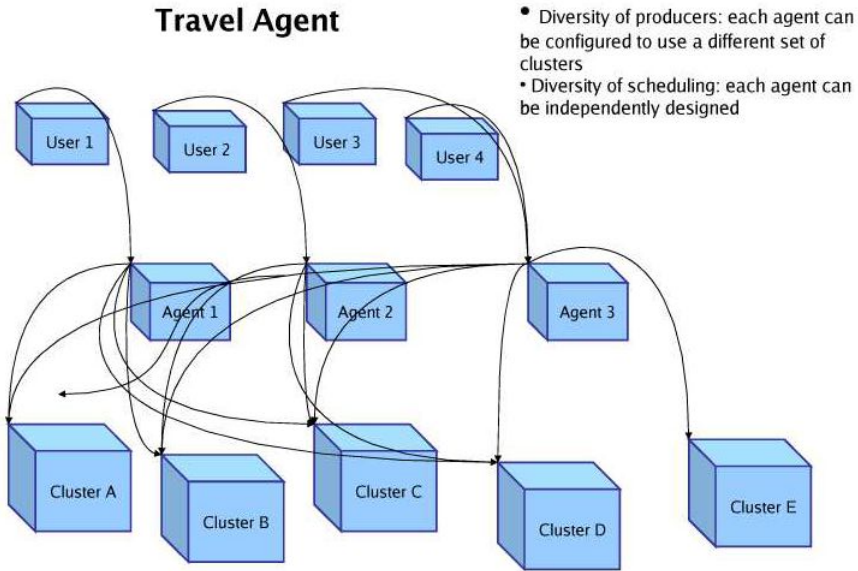 Travel Agent
• Diversity of producers: each agent can
be configured to use a different set of
clusters
• Diversity of scheduling: each agent can
be independently designed
User 1
User 2
User 3
User 4
Agent 1
Agent 2
Agent 3
Cluster A
Cluster B
Cluster C
Cluster D
Cluster E